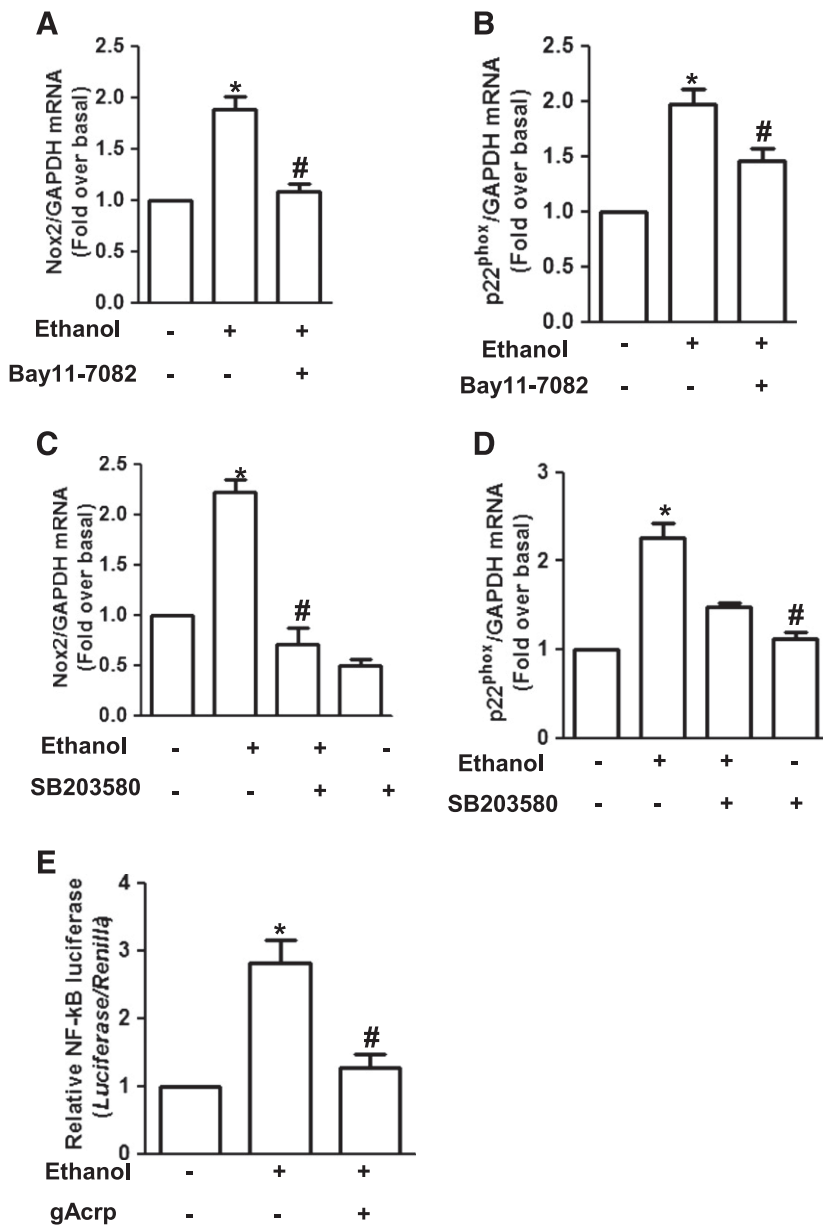 A
Nox2/GAPDH mRNA
(Fold over basal)
2.5
2.0
1.5
1.0
0.5
0.0
*
#
Ethanol - + +
Bay11-7082 - - +
B
p22phox/GAPDH mRNA
(Fold over basal)
2.5
2.0
1.5
1.0
0.5
0.0
*
#
Ethanol - + +
Bay11-7082 - - +
C
Nox2/GAPDH mRNA
(Fold over basal)
2.5
2.0
1.0
0.5
0.0
*
#
Ethanol - + + -
SB203580 - - + +
D
p22phox/GAPDH mRNA
(Fold over basal)
3
2
1
0
*
#
Ethanol - + + -
SB203580 - - + +
E
Relative NF-kB luciferase
(Luciferase/Renilla)
4
3
2
1
0
*
#
Ethanol - + +
gAcrp - - +